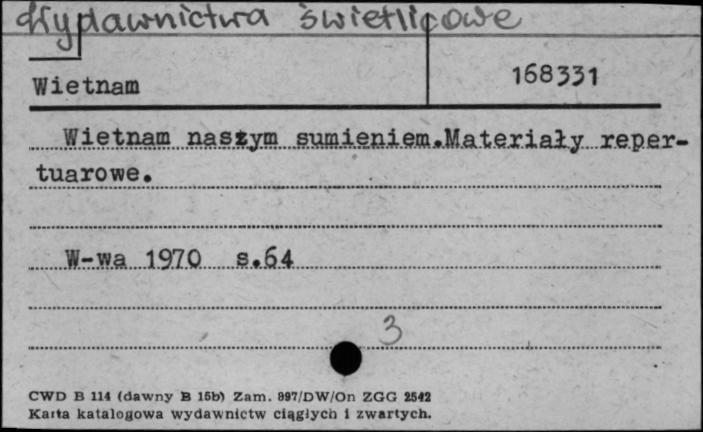 Wydawnictwa świetlicowe
Wietnam
168331
Wietnam naszym sumieniem.Materiały reper-
tuarowe.
W-wa 1970 s.64
3
CWD B 114 (dawny B 15b) Zam. 997/DW/On ZGG 2542
Karta katalogowa wydawnictw ciągłych i zwartych.